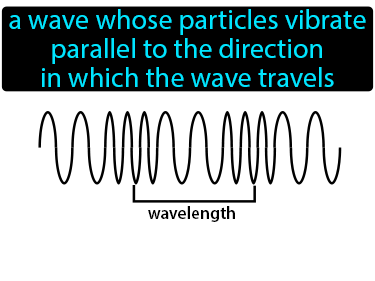 a wave whose particles vibrate
parallel to the direction
in which the wave travels
wavelength